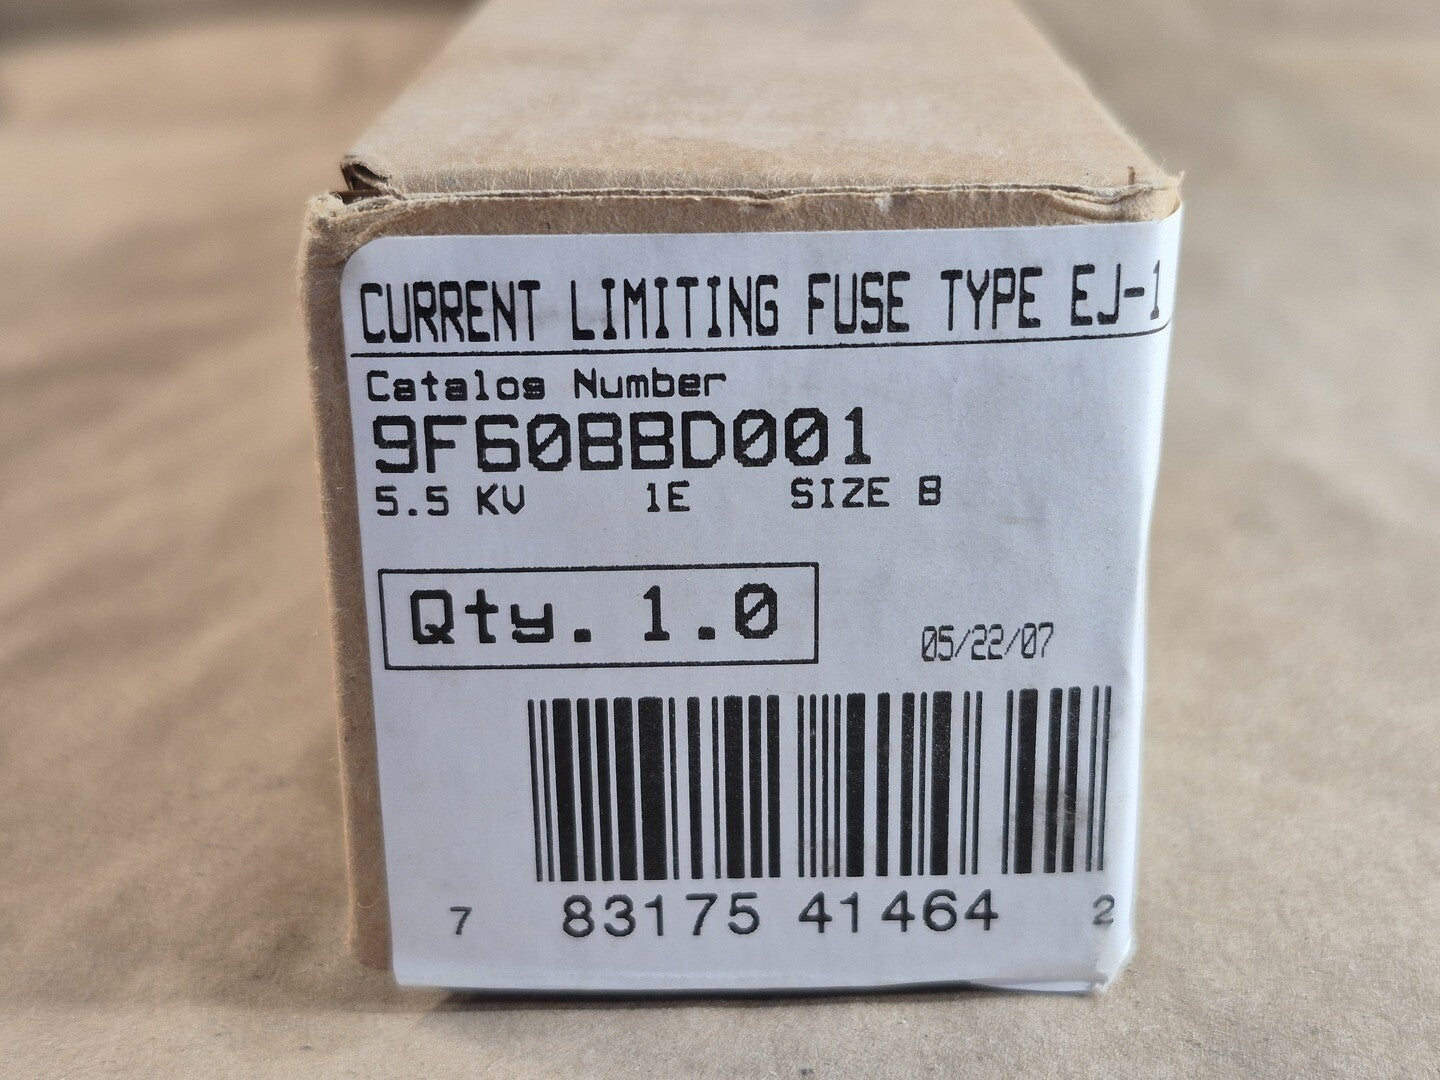 CURRENT LIMITING FUSE TYPE EJ-1
Catalog Number
9F60BBD001
5.5 KV 1E SIZE B
Qty. 1.0
05/22/07
7 83175 41464 2